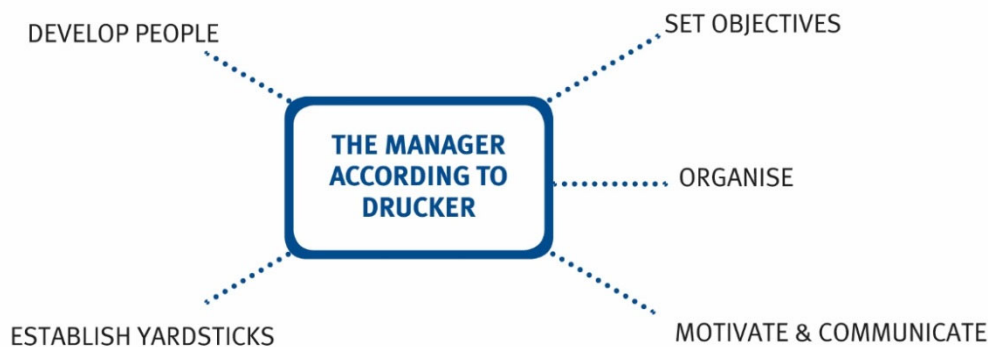 DEVELOP PEOPLE
SET OBJECTIVES
THE MANAGER
ACCORDING TO
DRUCKER
ORGANISE
ESTABLISH YARDSTICKS
MOTIVATE & COMMUNICATE